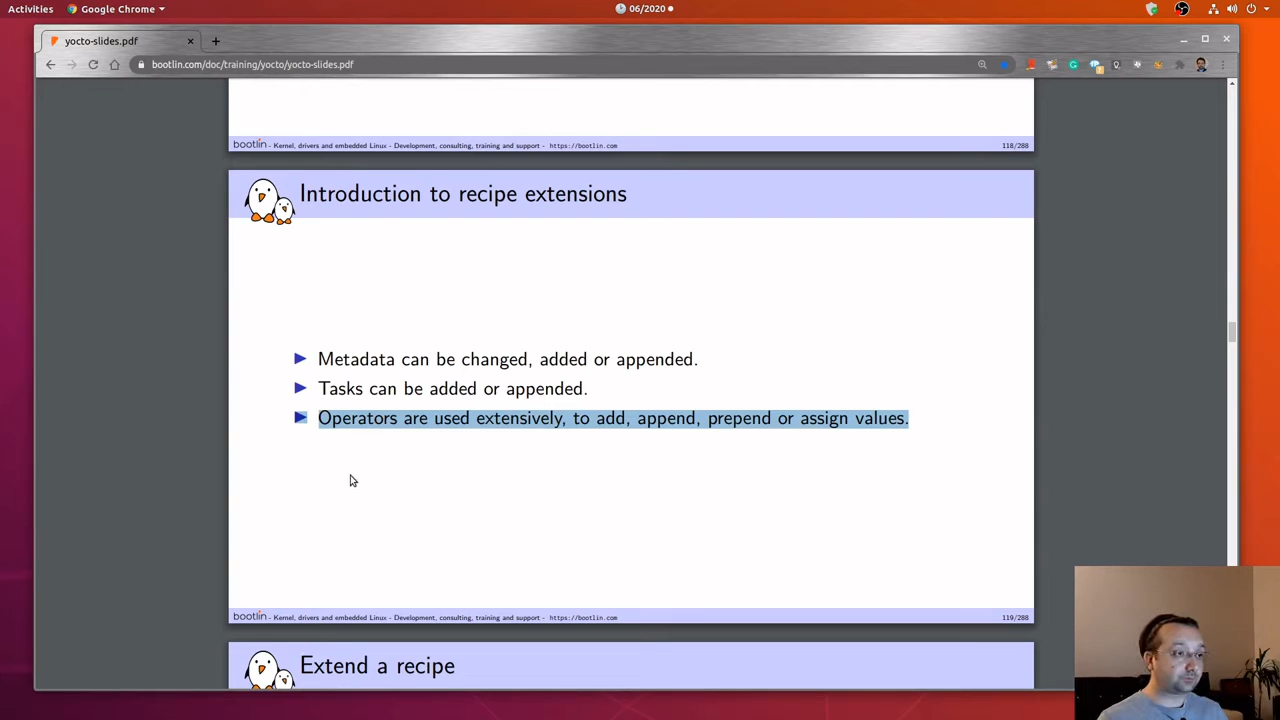 Activities
Google Chrome
06/2020
yocto-slides.pdf
bootlin.com/doc/training/yocto/yocto-slides.pdf
bootlin - Kernel, drivers and embedded Linux - Development, consulting, training and support - https://bootlin.com 118/288
Introduction to recipe extensions
Metadata can be changed, added or appended.
Tasks can be added or appended.
Operators are used extensively, to add, append, prepend or assign values.
bootlin - Kernel, drivers and embedded Linux - Development, consulting, training and support - https://bootlin.com 119/288
Extend a recipe